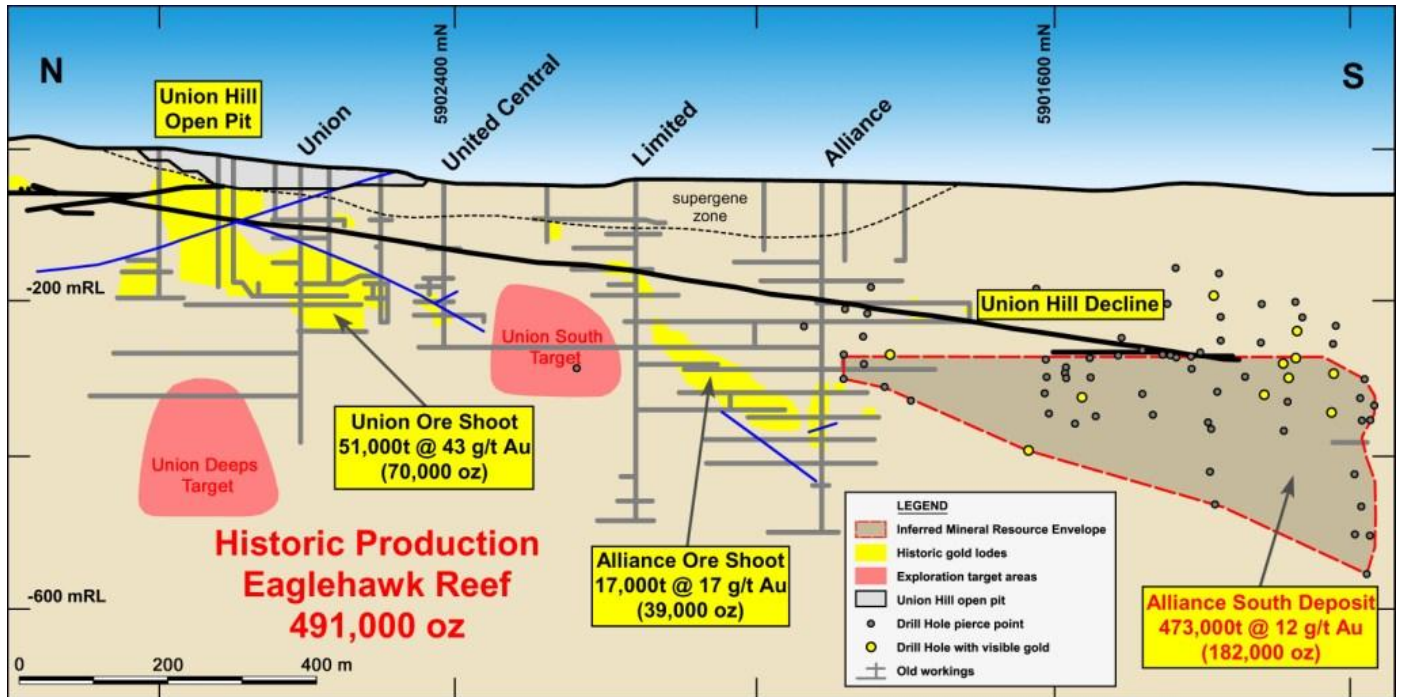 N
S
Union Hill
Open Pit
Union
5902400 mN
United Central
Limited
Alliance
5901600 mN
supergene
zone
-200 mRL
Union Hill Decline
Union South
Target
Union Ore Shoot
51,000t @ 43 g/t Au
(70,000 oz)
Union Deeps
Target
Historic Production
Eaglehawk Reef
491,000 oz
Alliance Ore Shoot
17,000t @ 17 g/t Au
(39,000 oz)
LEGEND
Inferred Mineral Resource Envelope
Historic gold lodes
Exploration target areas
Union Hill open pit
Drill Hole pierce point
Drill Hole with visible gold
Old workings
Alliance South Deposit
473,000t @ 12 g/t Au
(182,000 oz)
-600 mRL
0 200 400 m